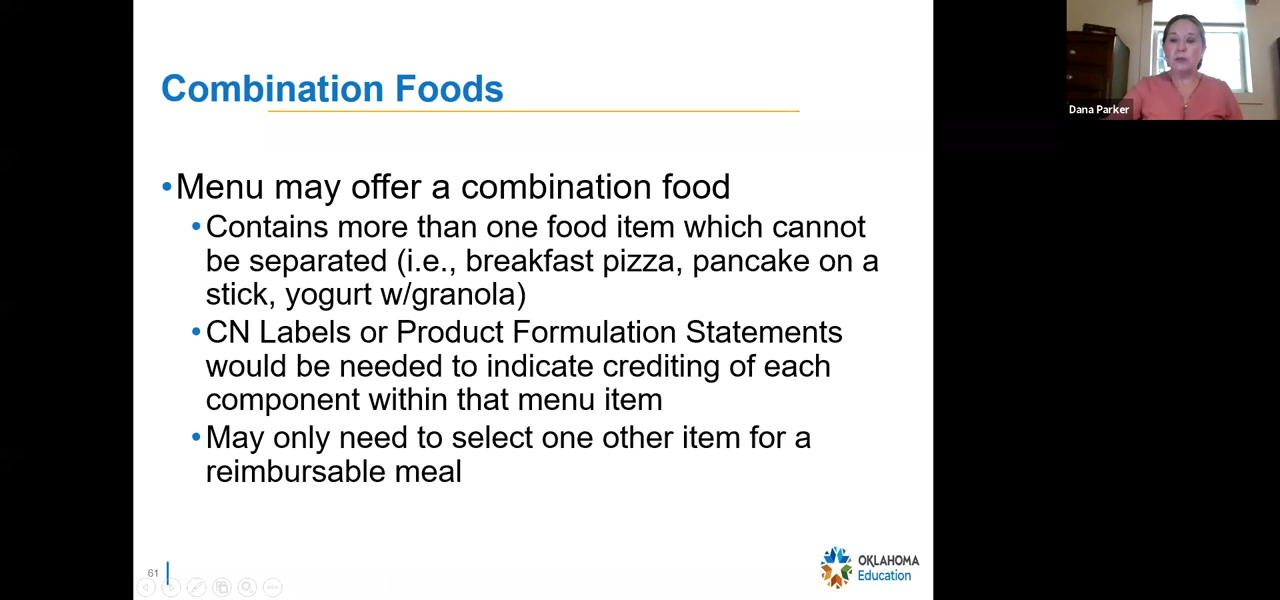 Combination Foods
•Menu may offer a combination food
•Contains more than one food item which cannot
be separated (i.e., breakfast pizza, pancake on a
stick, yogurt w/granola)
•CN Labels or Product Formulation Statements
would be needed to indicate crediting of each
component within that menu item
•May only need to select one other item for a
reimbursable meal
61
OKLAHOMA
Education
Dana Parker